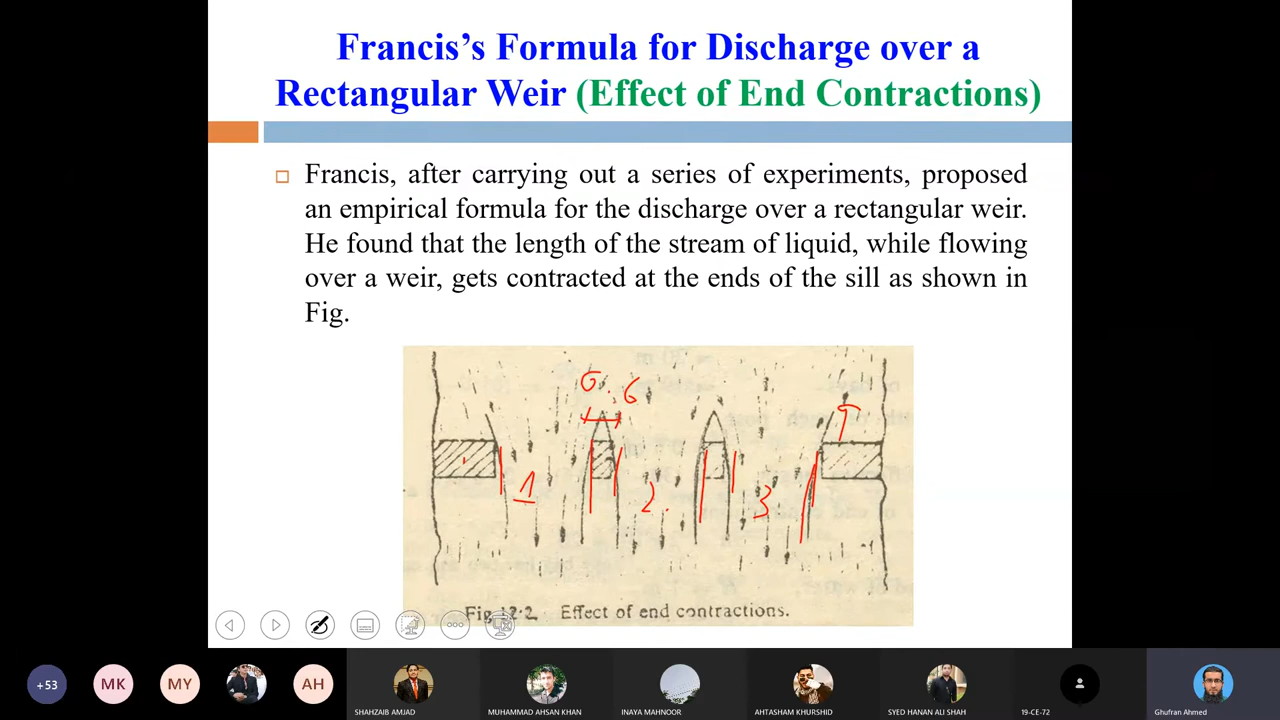 Francis’s Formula for Discharge over a
Rectangular Weir (Effect of End Contractions)
Francis, after carrying out a series of experiments, proposed
an empirical formula for the discharge over a rectangular weir.
He found that the length of the stream of liquid, while flowing
over a weir, gets contracted at the ends of the sill as shown in
Fig.
1
2.
3
Fig 12·2. Effect of end contractions.
+53
MK
MY
AH
SHAHZAIB AMJAD
MUHAMMAD AHSAN KHAN
INAYA MAHNOOR
AHTASHAM KHURSHID
SYED HANAN ALI SHAH
19-CE-72
Ghufran Ahmed